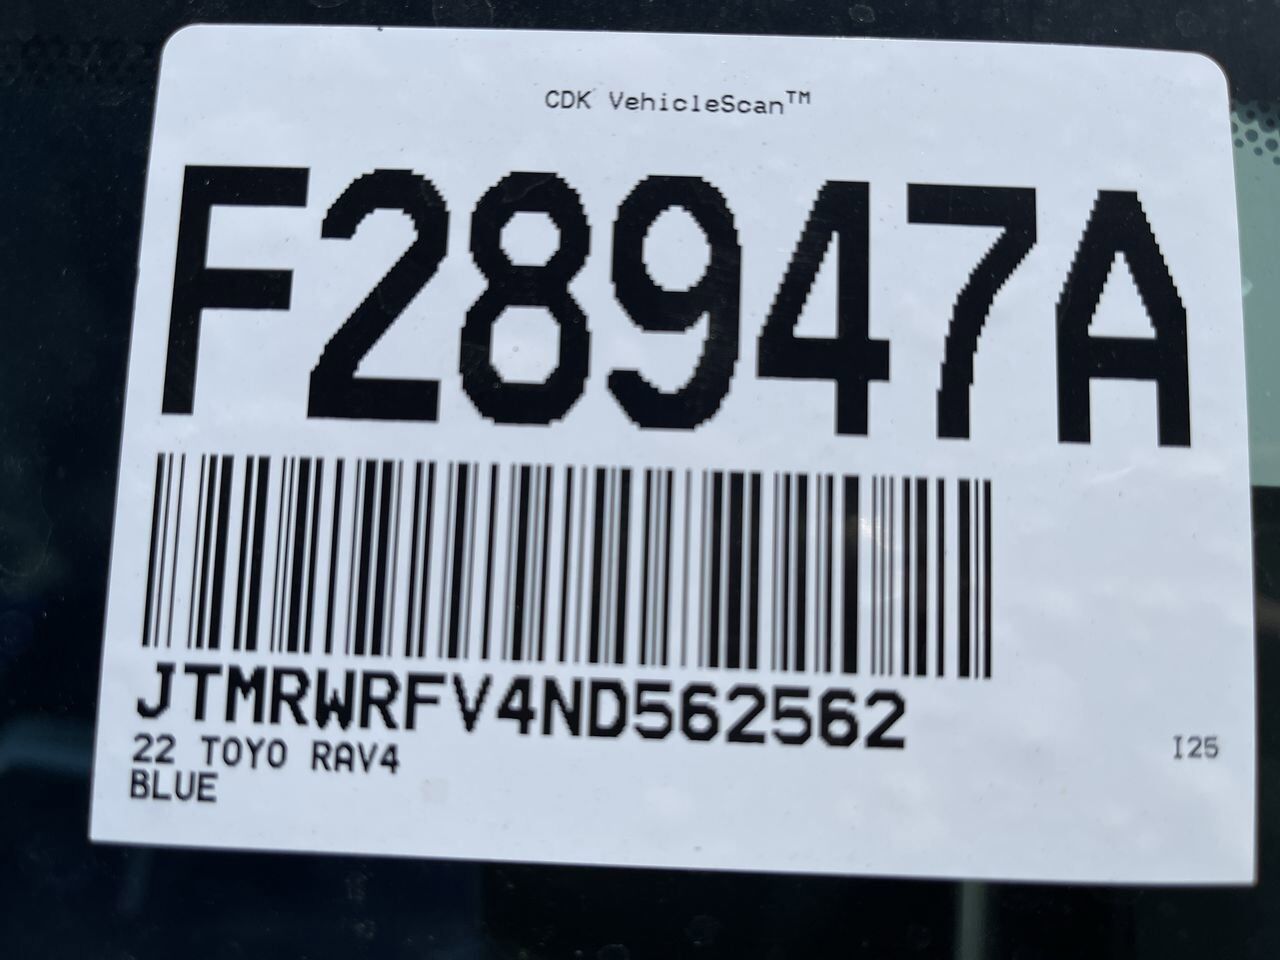 CDK VehicleScan™
F28947A
JTMRWRFV4ND562562
22 TOYO RAV4
BLUE
I25